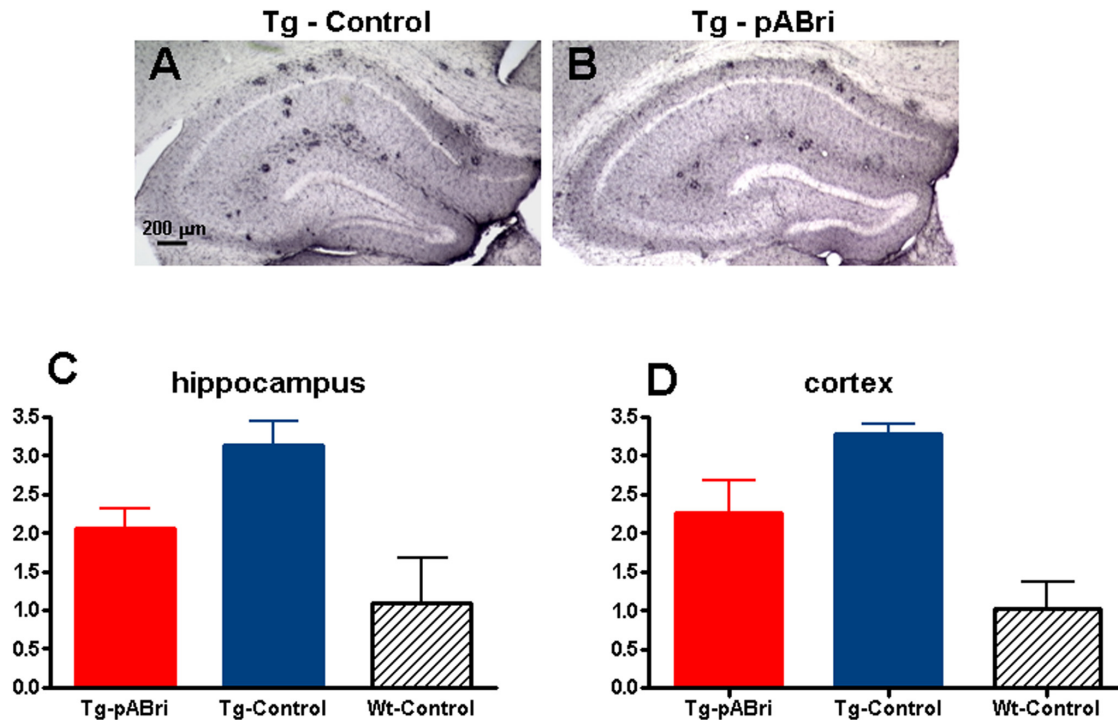 Tg - Control
Tg - pABri
A
B
200 µm
C
hippocampus
3.5
3.0
2.5
2.0
1.5
1.0
0.5
0.0
Tg-pABri Tg-Control Wt-Control
D
cortex
3.5
3.0
2.5
2.0
1.5
1.0
0.5
0.0
Tg-pABri Tg-Control Wt-Control